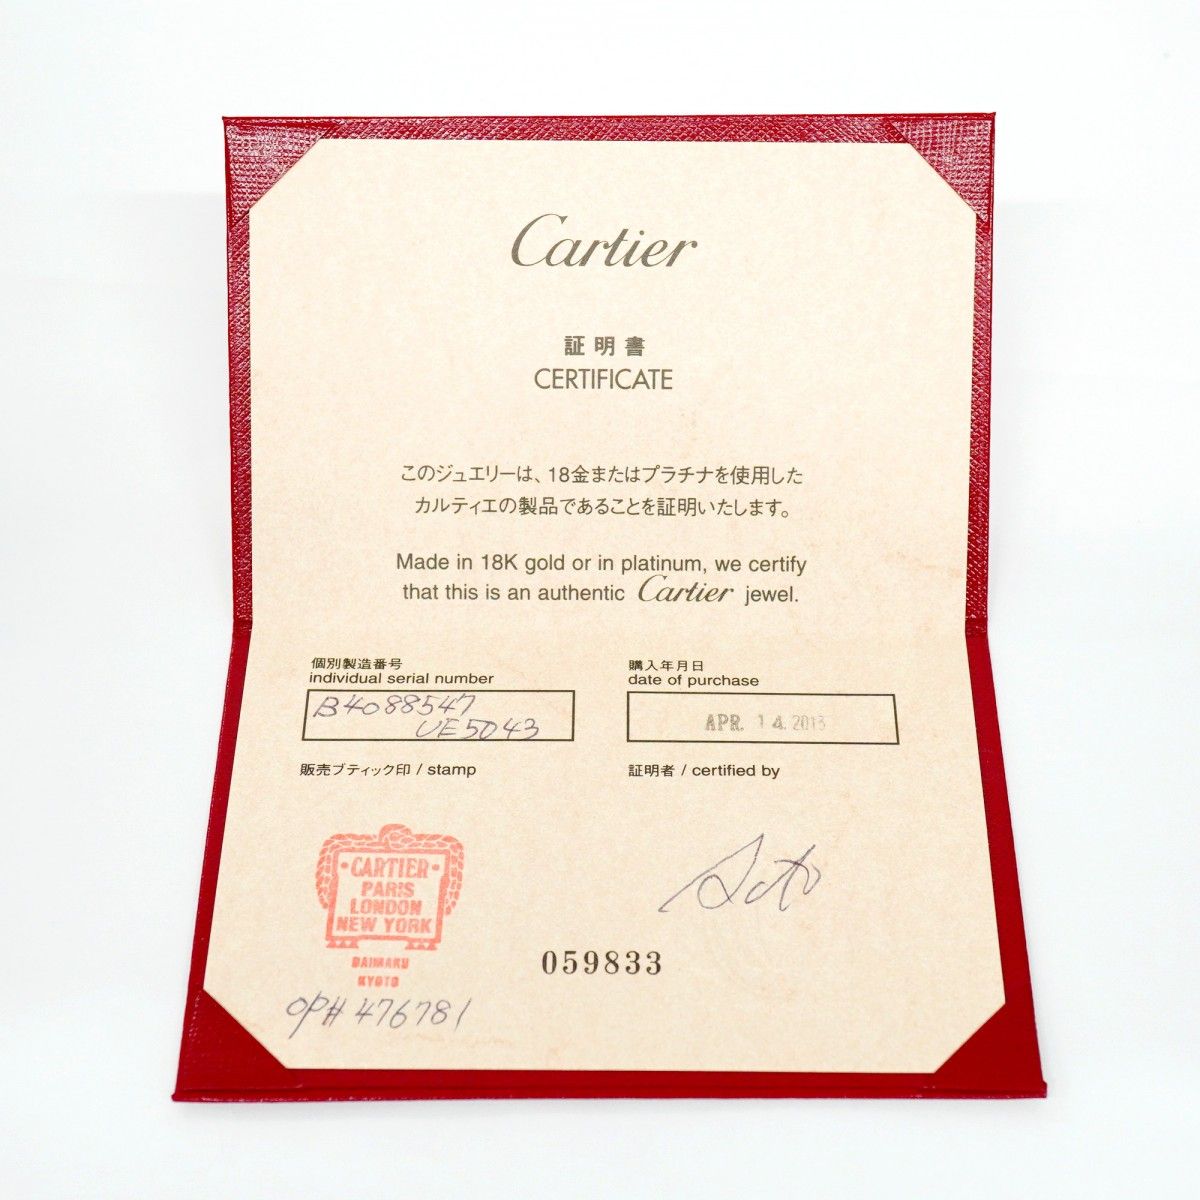 Cartier
証明書
CERTIFICATE
このジュエリーは、18金またはプラチナを使用した
カルティエの製品であることを証明いたします。
Made in 18K gold or in platinum, we certify
that this is an authentic Cartier jewel.
個別製造番号
individual serial number
B4088547
UE5043
購入年月日
date of purchase
APR. 14. 2013
販売ブティック印 / stamp
証明者 / certified by
CARTIER
PARIS
LONDON
NEW YORK
DAIMARU
KYOTO
OP# 476781
059833